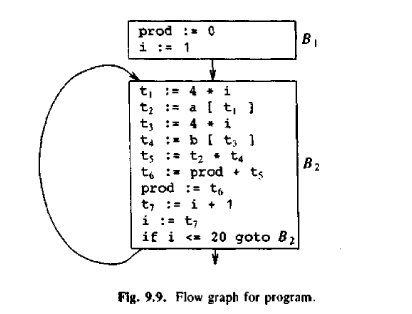 prod := 0
i := 1
B1
t1 := 4 * i
t2 := a [ t1 ]
t3 := 4 * i
t4 := b [ t3 ]
t5 := t2 * t4
t6 := prod + t5
prod := t6
t7 := i + 1
i := t7
if i <= 20 goto B2
B2
Fig. 9.9. Flow graph for program.